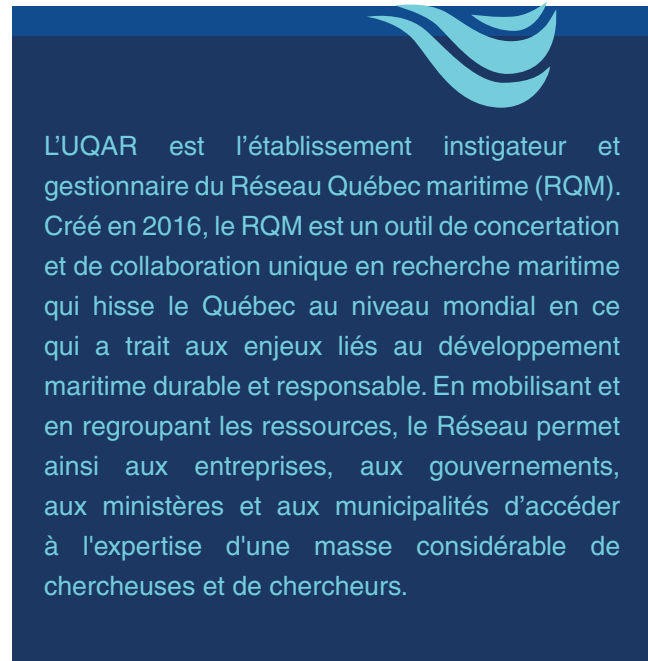 L’UQAR est l’établissement instigateur et
gestionnaire du Réseau Québec maritime (RQM).
Créé en 2016, le RQM est un outil de concertation
et de collaboration unique en recherche maritime
qui hisse le Québec au niveau mondial en ce
qui a trait aux enjeux liés au développement
maritime durable et responsable. En mobilisant et
en regroupant les ressources, le Réseau permet
ainsi aux entreprises, aux gouvernements,
aux ministères et aux municipalités d’accéder
à l'expertise d'une masse considérable de
chercheuses et de chercheurs.